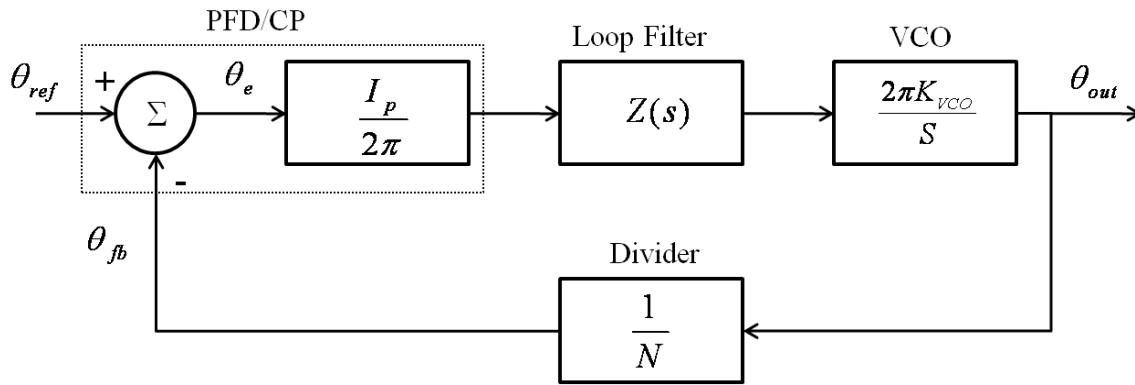 PFD/CP
Loop Filter
VCO
θref
+
Σ
θe
Ip
2π
Z(s)
2πKVCO
S
θout
-
θfb
Divider
1
N